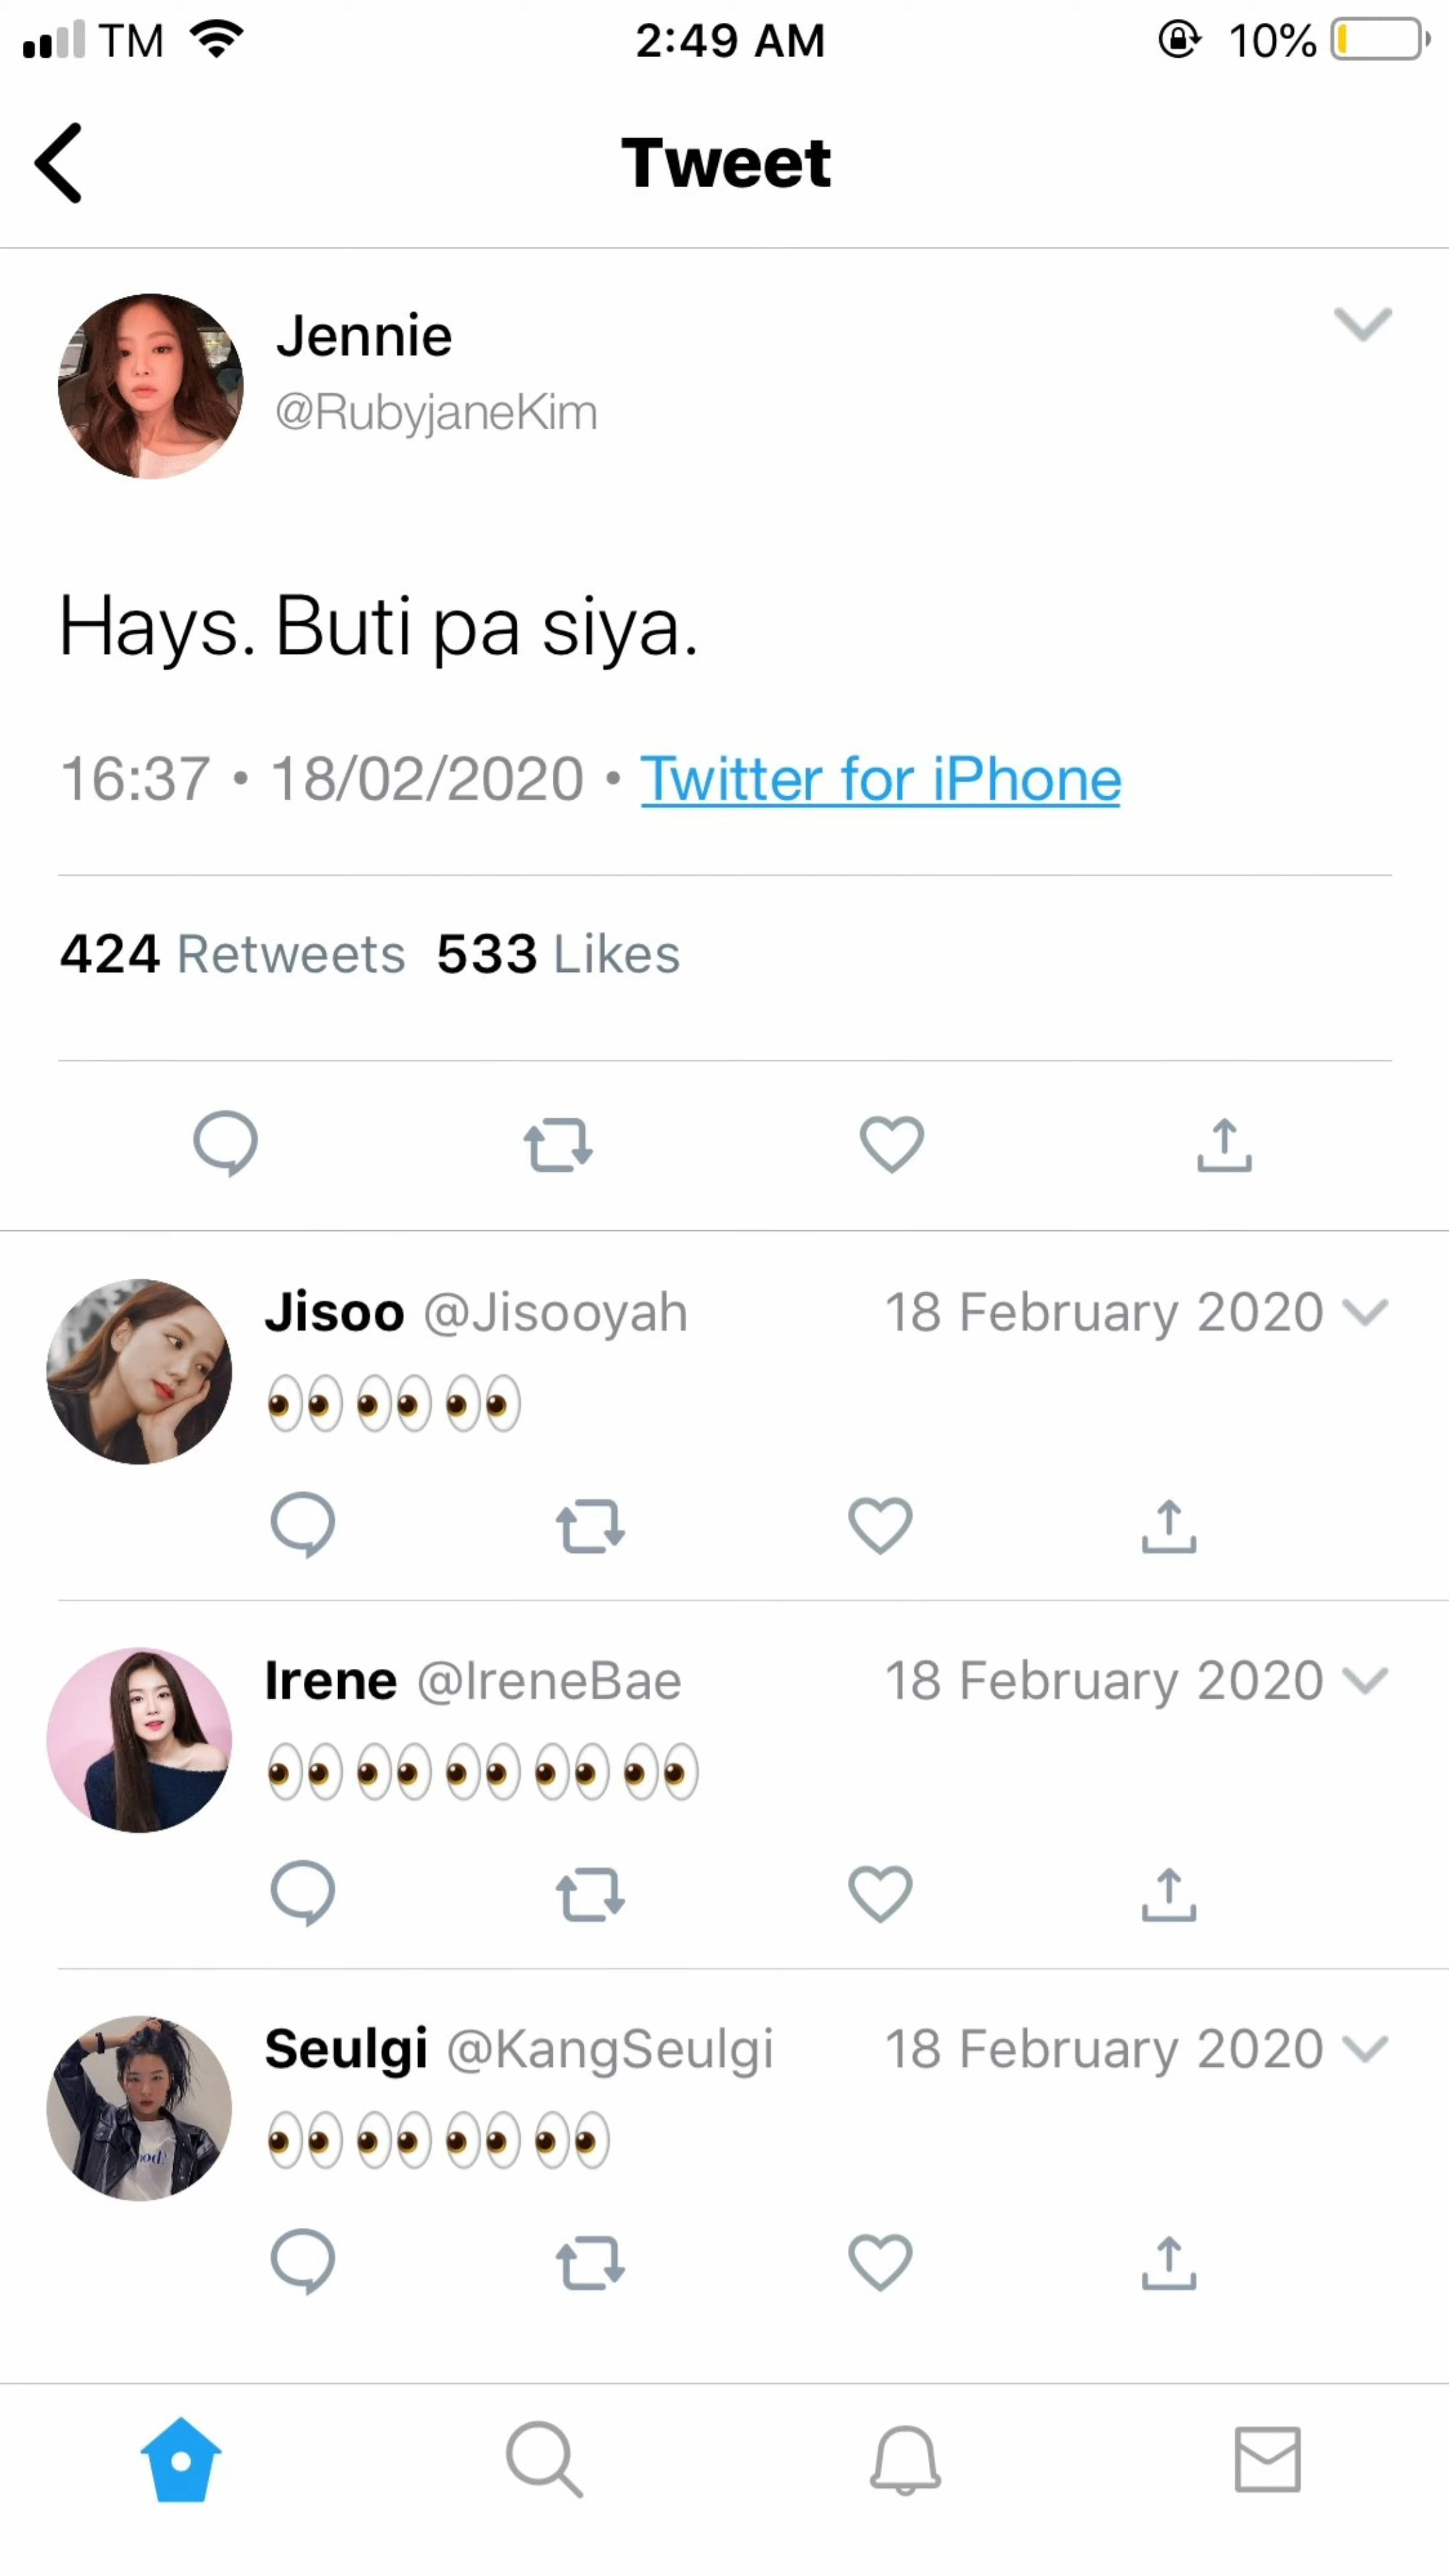 TM 2:49 AM 10%
Tweet
Jennie
@RubyjaneKim
Hays. Buti pa siya.
16:37 • 18/02/2020 • Twitter for iPhone
424 Retweets 533 Likes
Jisoo @Jisooyah 18 February 2020
👀👀👀
Irene @IreneBae 18 February 2020
👀👀👀👀👀
Seulgi @KangSeulgi 18 February 2020
👀👀👀👀